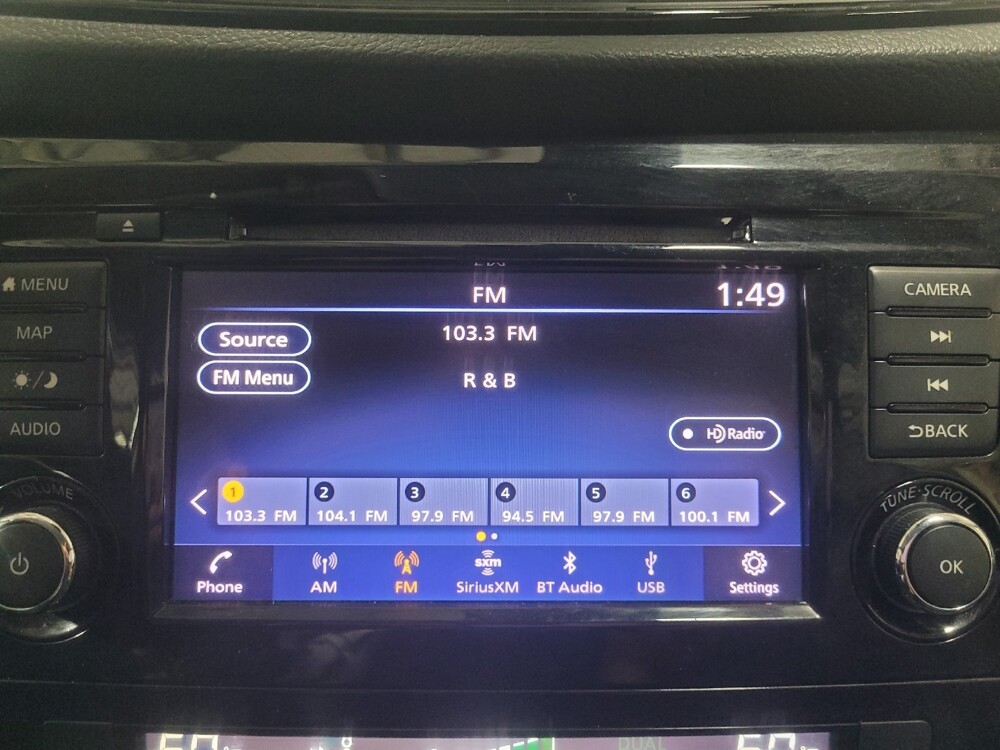 FM 1:49
MENU
MAP
AUDIO
VOLUME
Source
FM Menu
103.3 FM
R & B
HD Radio
1 2 3 4 5 6
103.3 FM 104.1 FM 97.9 FM 94.5 FM 97.9 FM 100.1 FM
Phone AM FM sxm SiriusXM BT Audio USB Settings
CAMERA
BACK
TUNE·SCROLL
OK
DUAL